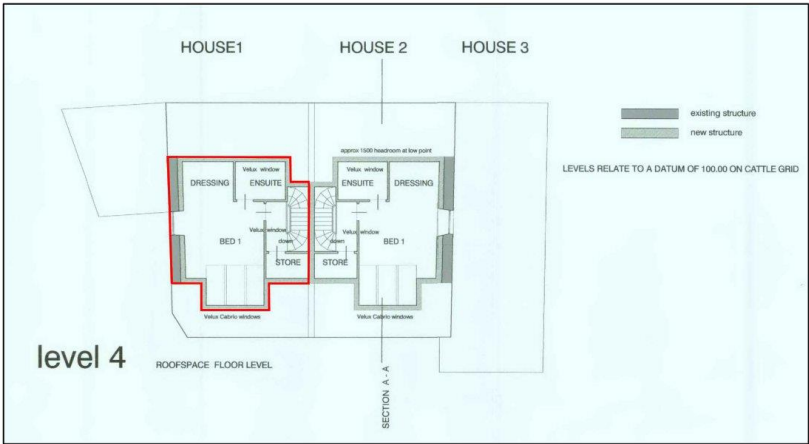 HOUSE1
HOUSE 2
HOUSE 3
existing structure
new structure
LEVELS RELATE TO A DATUM OF 100.00 ON CATTLE GRID
approx 1500 headroom at low point
Velux window
DRESSING
ENSUITE
Velux window
ENSUITE
DRESSING
Velux window
BED 1
down
STORE
Velux window
down
BED 1
STORE
Velux Cabrio windows
Velux Cabrio windows
level 4
ROOFSPACE FLOOR LEVEL
SECTION A - A